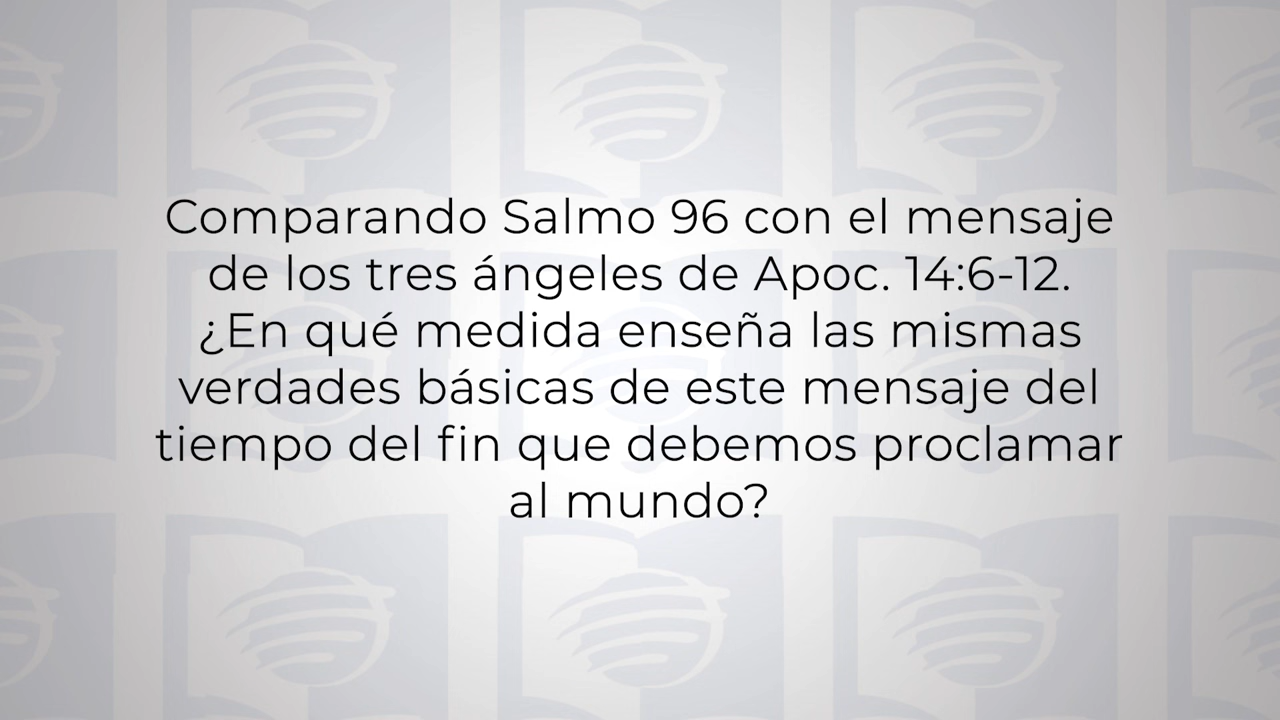 Comparando Salmo 96 con el mensaje
de los tres ángeles de Apoc. 14:6-12.
¿En qué medida enseña las mismas
verdades básicas de este mensaje del
tiempo del fin que debemos proclamar
al mundo?